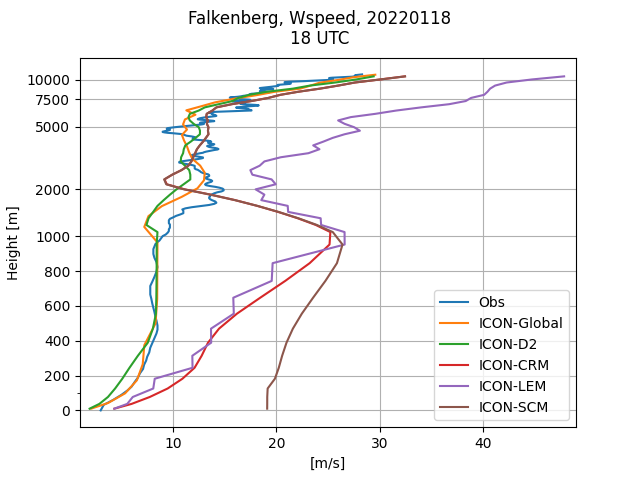 Falkenberg, Wspeed, 20220118
18 UTC
10000
7500
5000
2000
1000
800
600
400
200
0
Height [m]
Obs
ICON-Global
ICON-D2
ICON-CRM
ICON-LEM
ICON-SCM
10
20
30
40
[m/s]